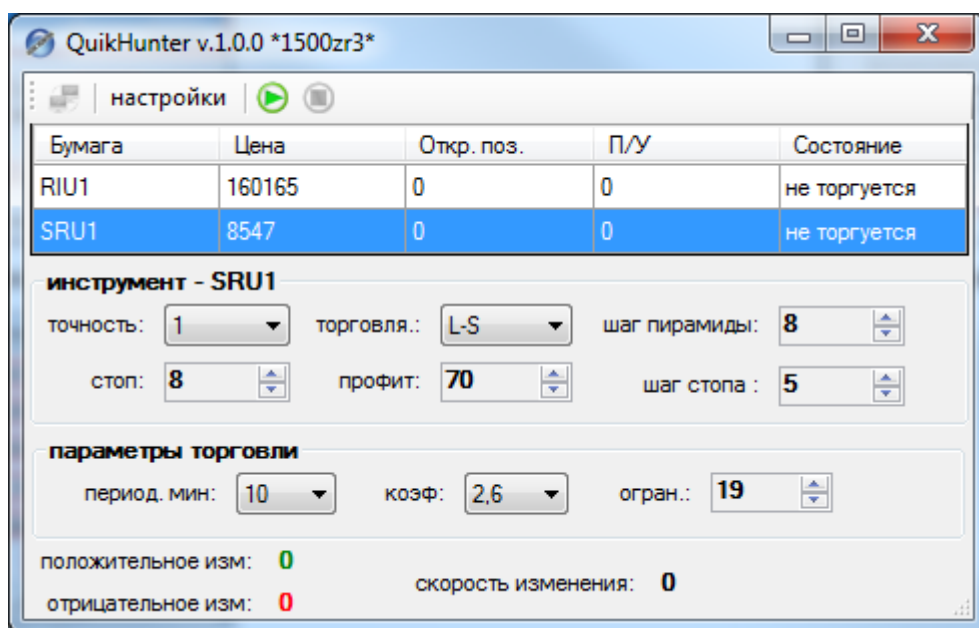 QuikHunter v.1.0.0 *1500zr3*
настройки
Бумага Цена Откр. поз. П/У Состояние
RIU1 160165 0 0 не торгуется
SRU1 8547 0 0 не торгуется
инструмент - SRU1
точность: 1 торговля.: L-S шаг пирамиды: 8
стоп: 8 профит: 70 шаг стопа : 5
параметры торговли
период. мин: 10 коэф: 2,6 огран.: 19
положительное изм: 0
скорость изменения: 0
отрицательное изм: 0